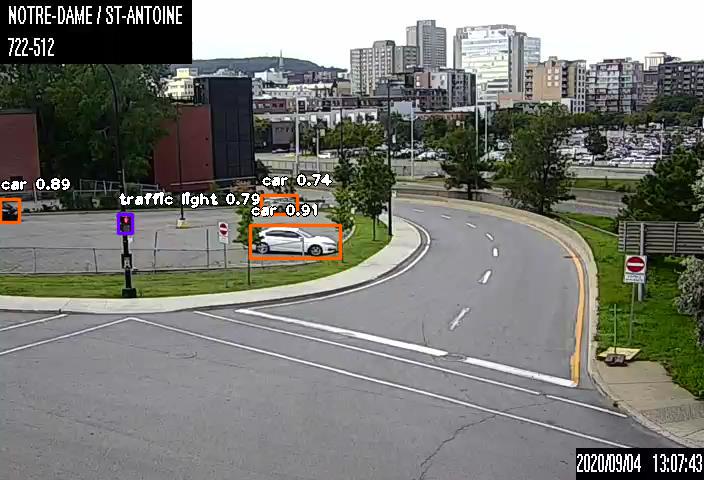 NOTRE-DAME / ST-ANTOINE
722-512
car 0.89
traffic light 0.79
car 0.74
car 0.91
2020/09/04 13:07:43